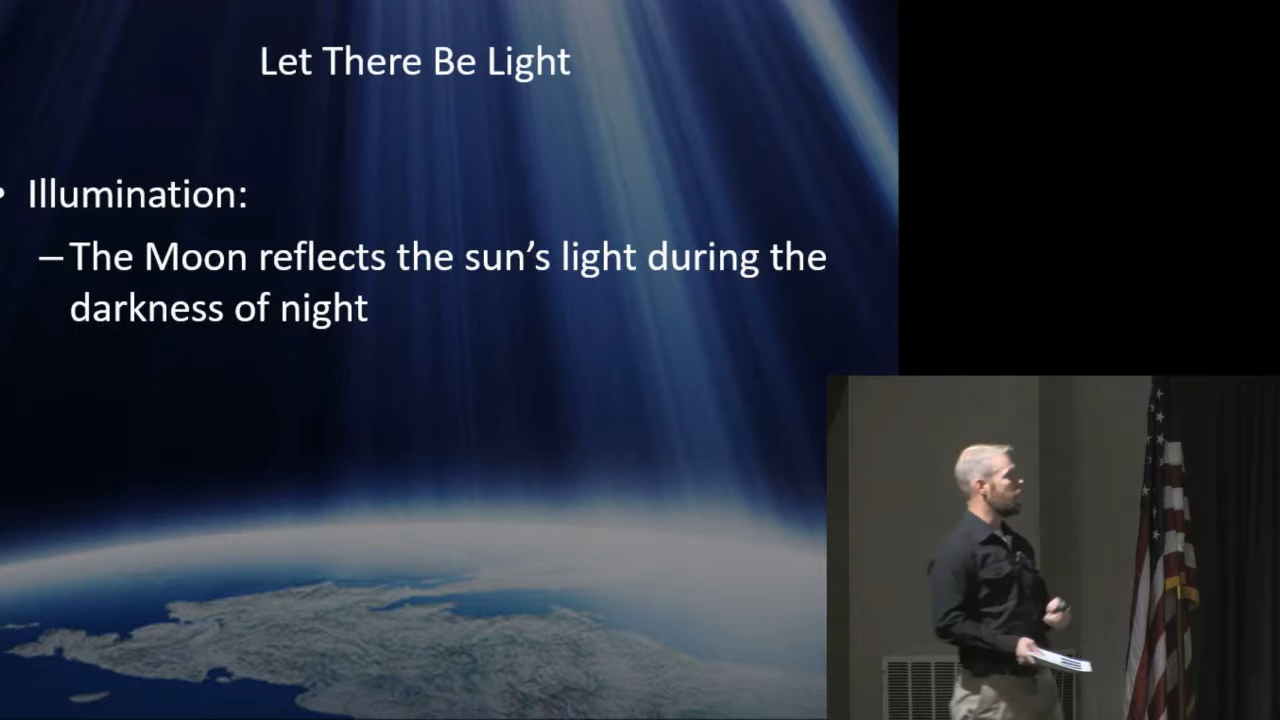 Let There Be Light
• Illumination:
–The Moon reflects the sun’s light during the
darkness of night